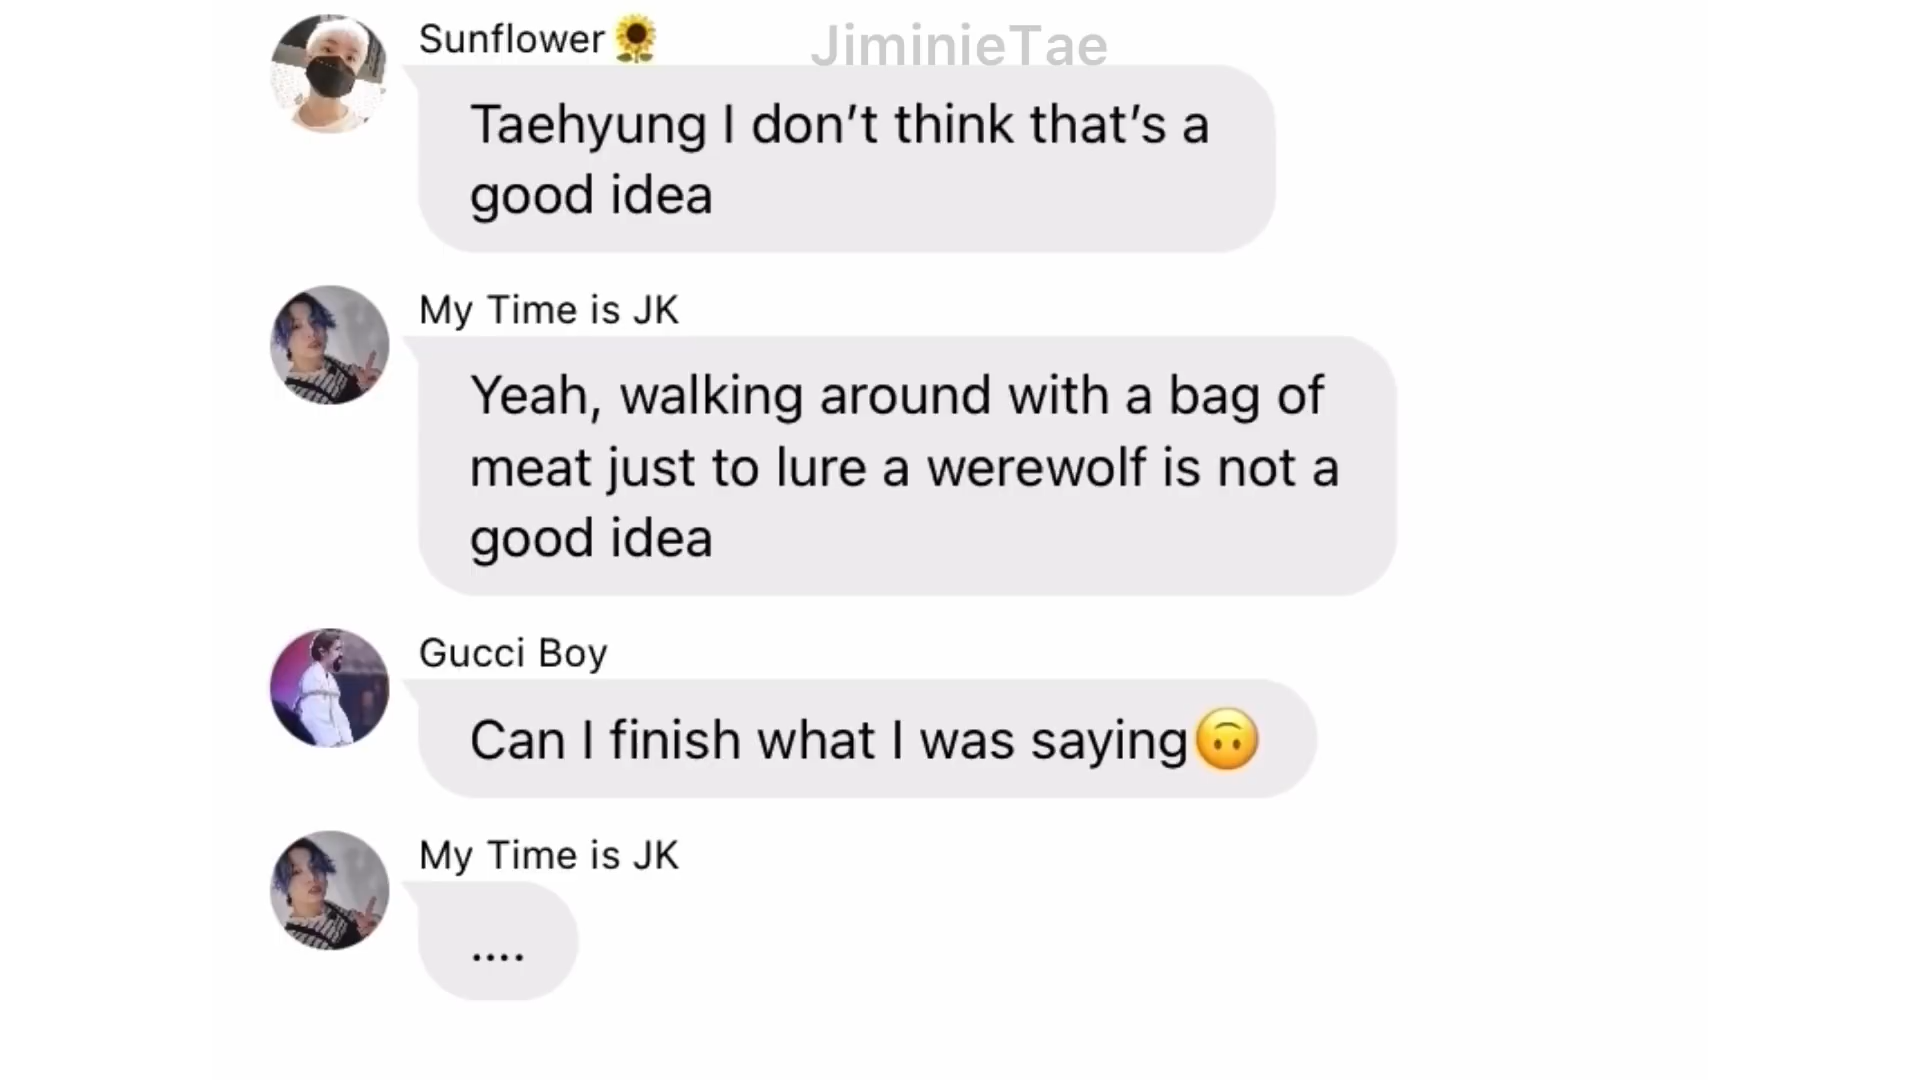 JiminieTae
Sunflower🌻
Taehyung I don’t think that’s a
good idea
My Time is JK
Yeah, walking around with a bag of
meat just to lure a werewolf is not a
good idea
Gucci Boy
Can I finish what I was saying🙃
My Time is JK
....